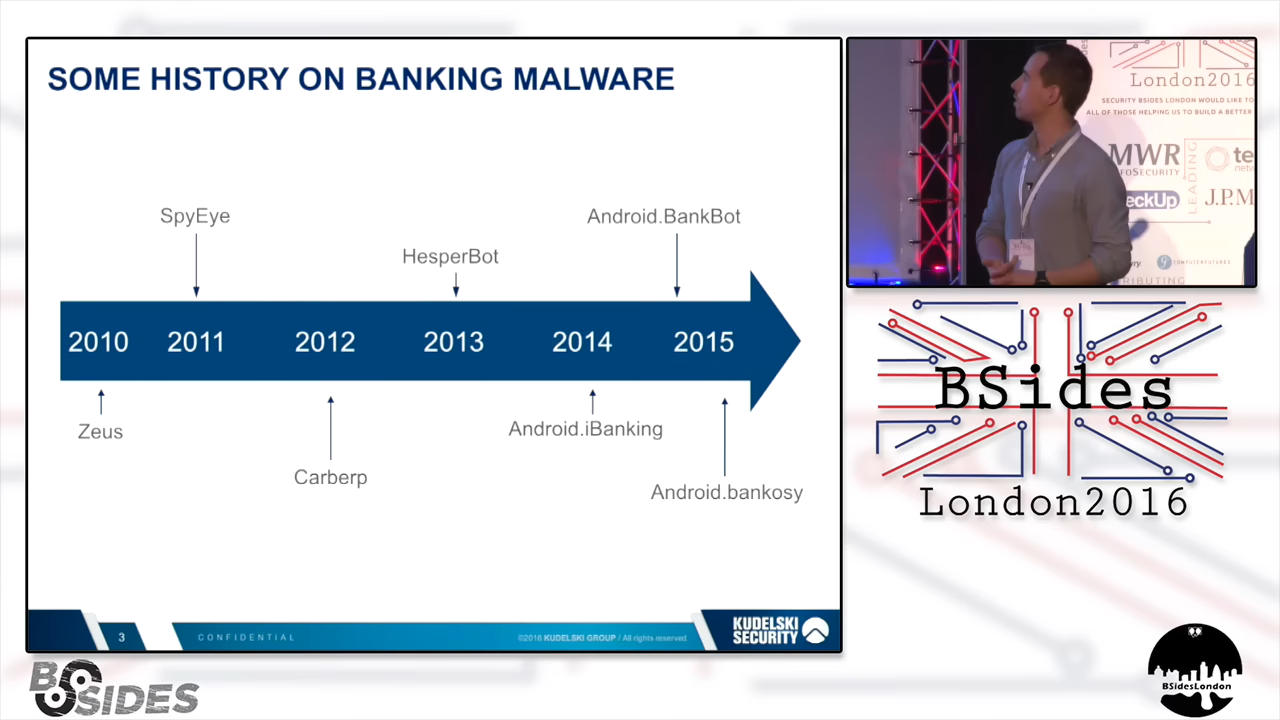 SOME HISTORY ON BANKING MALWARE
SpyEye
Android.BankBot
HesperBot
2010 2011 2012 2013 2014 2015
Zeus
Android.iBanking
Carberp
Android.bankosy
3
CONFIDENTIAL
©2016 KUDELSKI GROUP / All rights reserved.
KUDELSKI
SECURITY
London2016
SECURITY BSIDES LONDON WOULD LIKE TO
ALL OF THOSE HELPING US TO BUILD A BETTER
MWR
LEADING
J.P.M
BSides
London2016
BSIDES
BSidesLondon